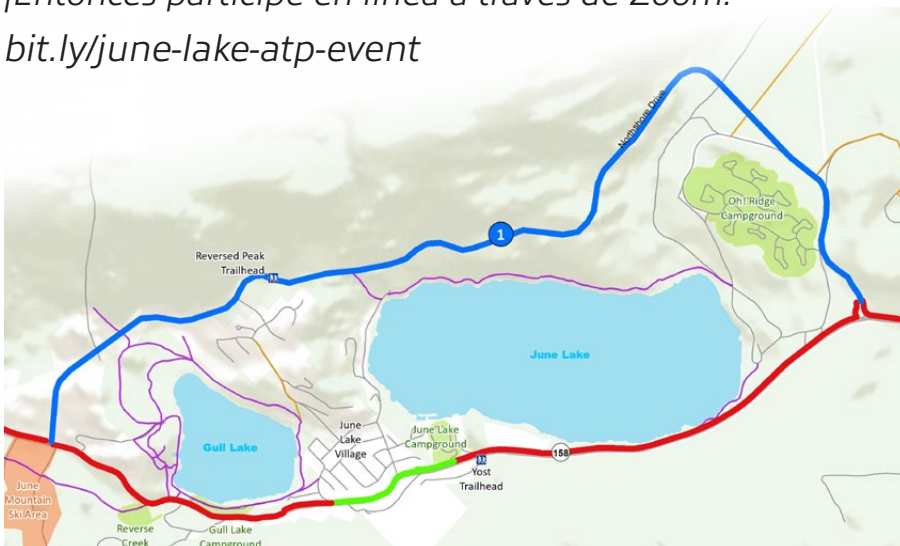 ¡Entonces participe en línea a través de Zoom!
bit.ly/june-lake-atp-event
Northshore Drive
Oh! Ridge
Campground
1
Reversed Peak
Trailhead
June Lake
Gull Lake
June
Lake
Village
June Lake
Campground
158
Yost
Trailhead
June
Mountain
Ski Area
Reverse
Creek
Gull Lake
Campground